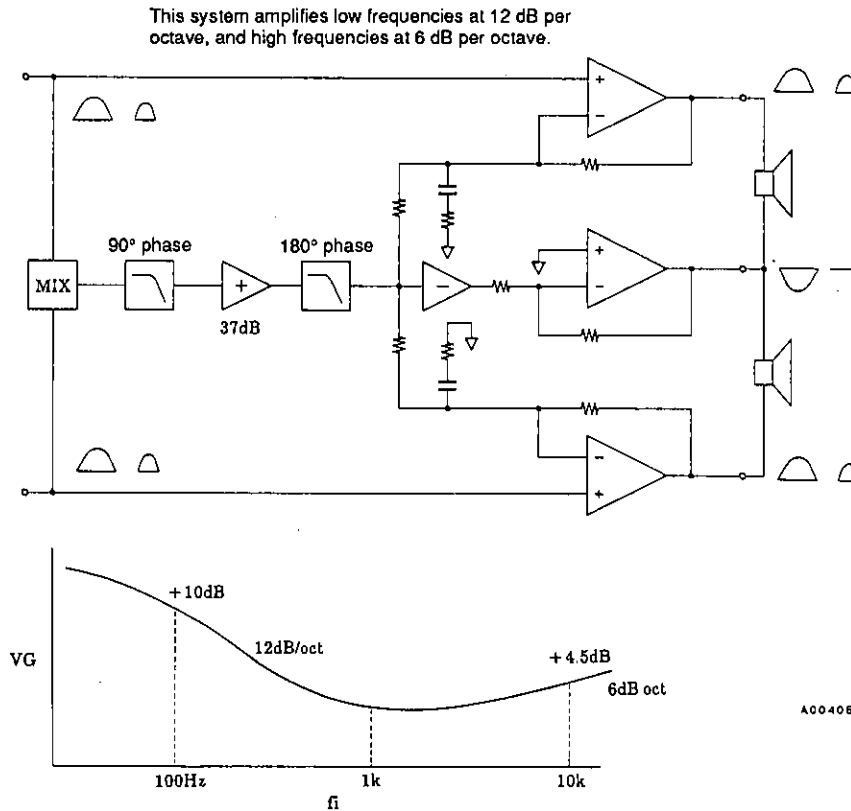 This system amplifies low frequencies at 12 dB per
octave, and high frequencies at 6 dB per octave.
+
−
90° phase
180° phase
MIX
+
37dB
−
+
−
−
+
+10dB
VG
12dB/oct
+4.5dB
6dB oct
100Hz
1k
10k
fi